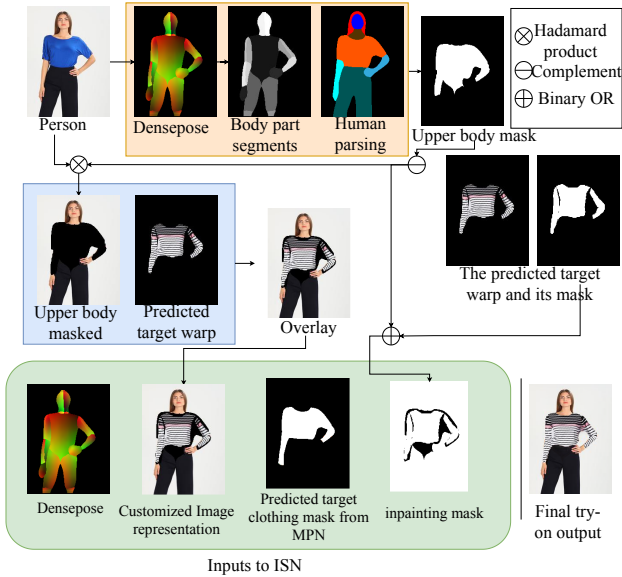 Hadamard
product
Complement
Binary OR
Person
Densepose
Body part
segments
Human
parsing
Upper body mask
The predicted target
warp and its mask
Upper body
masked
Predicted
target warp
Overlay
Densepose
Customized Image
representation
Predicted target
clothing mask from
MPN
inpainting mask
Final try-
on output
Inputs to ISN